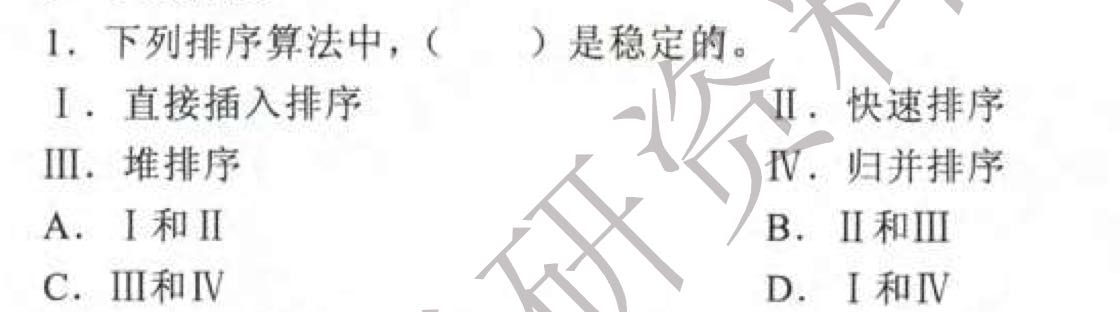 1．下列排序算法中，（　　）是稳定的。
Ⅰ．直接插入排序　　Ⅱ．快速排序
Ⅲ．堆排序　　Ⅳ．归并排序
A．Ⅰ和Ⅱ　　B．Ⅱ和Ⅲ
C．Ⅲ和Ⅳ　　D．Ⅰ和Ⅳ
研资料